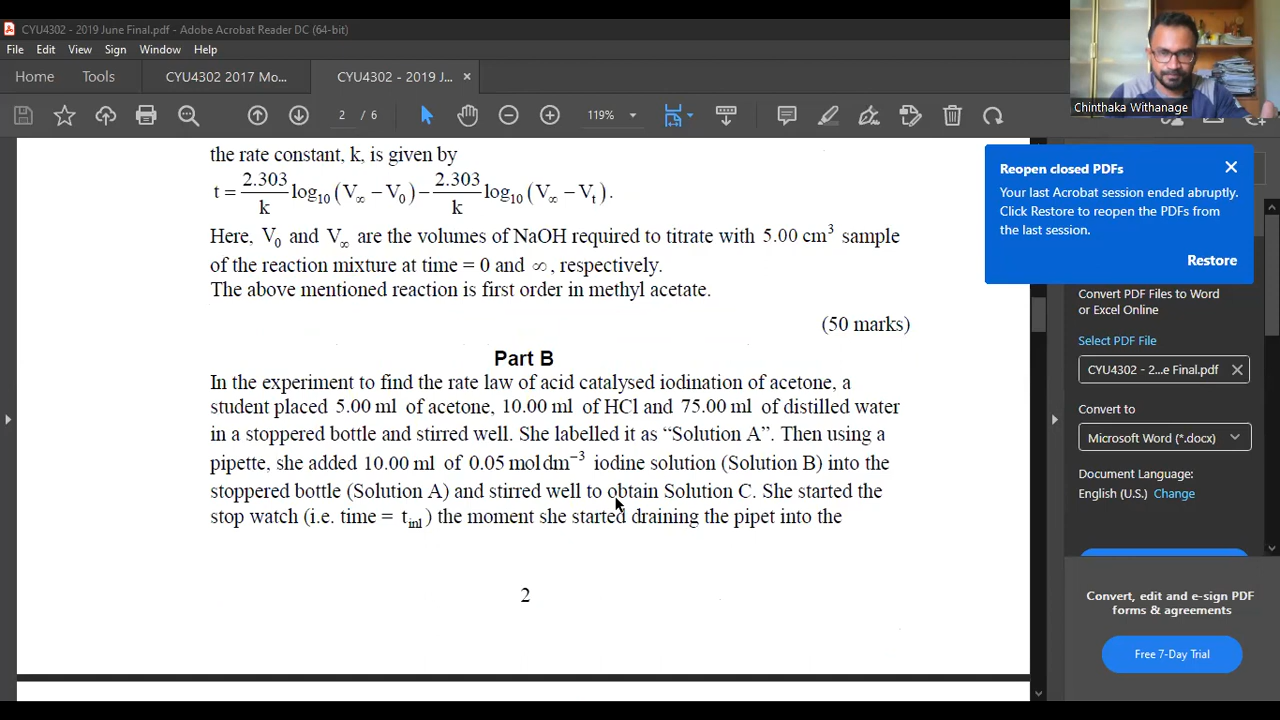 CYU4302 - 2019 June Final.pdf - Adobe Acrobat Reader DC (64-bit)
File Edit View Sign Window Help
Home Tools CYU4302 2017 Mo... CYU4302 - 2019 J... ×
2 / 6 119%
Chinthaka Withanage
the rate constant, k, is given by
t = 2.303/k log₁₀ (V∞ − V₀) − 2.303/k log₁₀ (V∞ − Vₜ).
Here, V₀ and V∞ are the volumes of NaOH required to titrate with 5.00 cm³ sample
of the reaction mixture at time = 0 and ∞, respectively.
The above mentioned reaction is first order in methyl acetate.
(50 marks)
Part B
In the experiment to find the rate law of acid catalysed iodination of acetone, a
student placed 5.00 ml of acetone, 10.00 ml of HCl and 75.00 ml of distilled water
in a stoppered bottle and stirred well. She labelled it as “Solution A”. Then using a
pipette, she added 10.00 ml of 0.05 mol dm⁻³ iodine solution (Solution B) into the
stoppered bottle (Solution A) and stirred well to obtain Solution C. She started the
stop watch (i.e. time = t_inl) the moment she started draining the pipet into the
2
Reopen closed PDFs
Your last Acrobat session ended abruptly.
Click Restore to reopen the PDFs from
the last session.
Restore
Convert PDF Files to Word
or Excel Online
Select PDF File
CYU4302 - 2...e Final.pdf ×
Convert to
Microsoft Word (*.docx)
Document Language:
English (U.S.) Change
Convert, edit and e-sign PDF
forms & agreements
Free 7-Day Trial